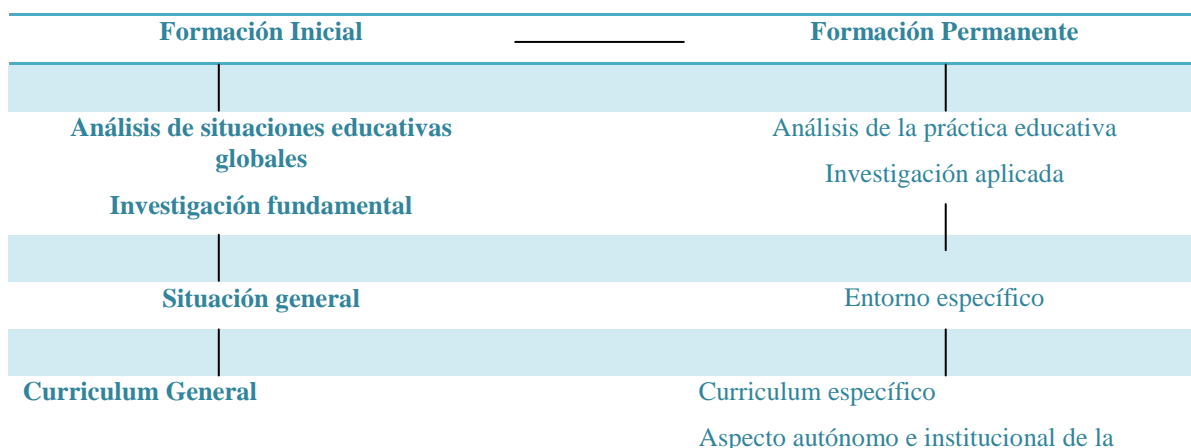 Formación Inicial
Formación Permanente
Análisis de situaciones educativas
globales
Investigación fundamental
Análisis de la práctica educativa
Investigación aplicada
Situación general
Entorno específico
Curriculum General
Curriculum específico
Aspecto autónomo e institucional de la